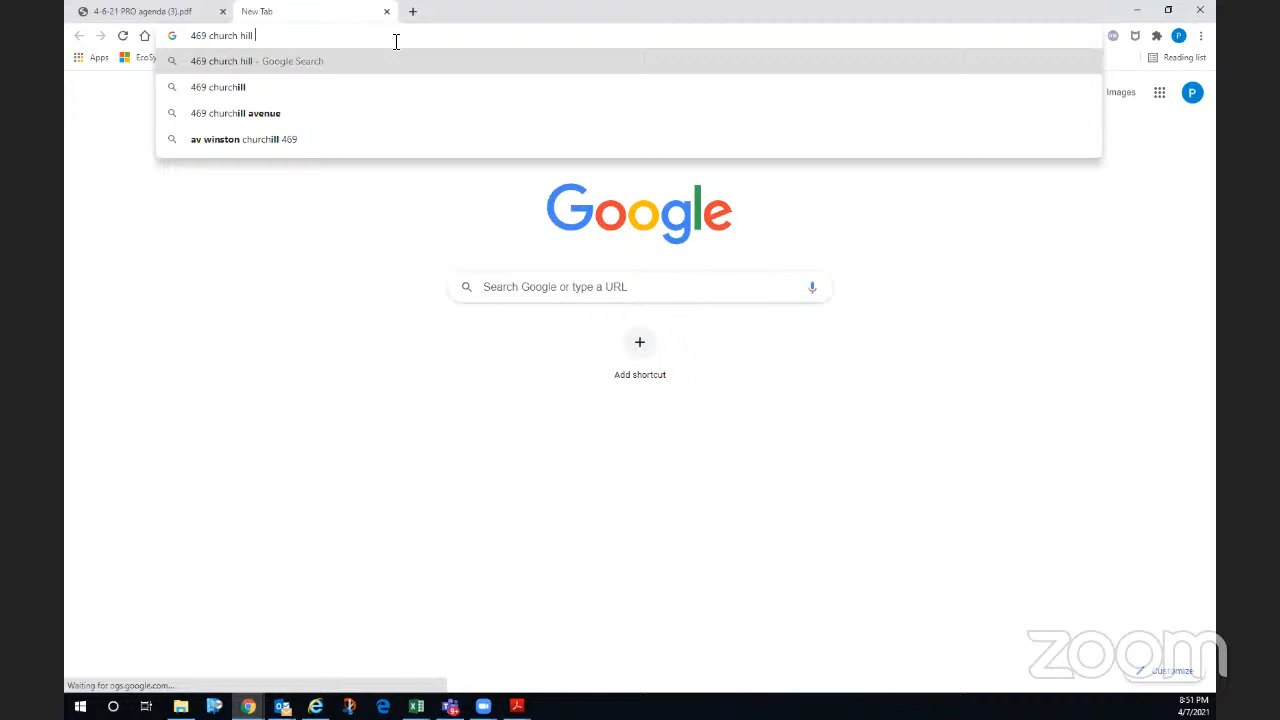 4-6-21 PRO agenda (3).pdf
New Tab
469 church hill
Apps
EcoSy
Reading list
469 church hill - Google Search
469 churchill
469 churchill avenue
av winston churchill 469
Images
P
P
Google
Search Google or type a URL
Add shortcut
zoom
Customize
Waiting for ogs.google.com...
8:51 PM
4/7/2021